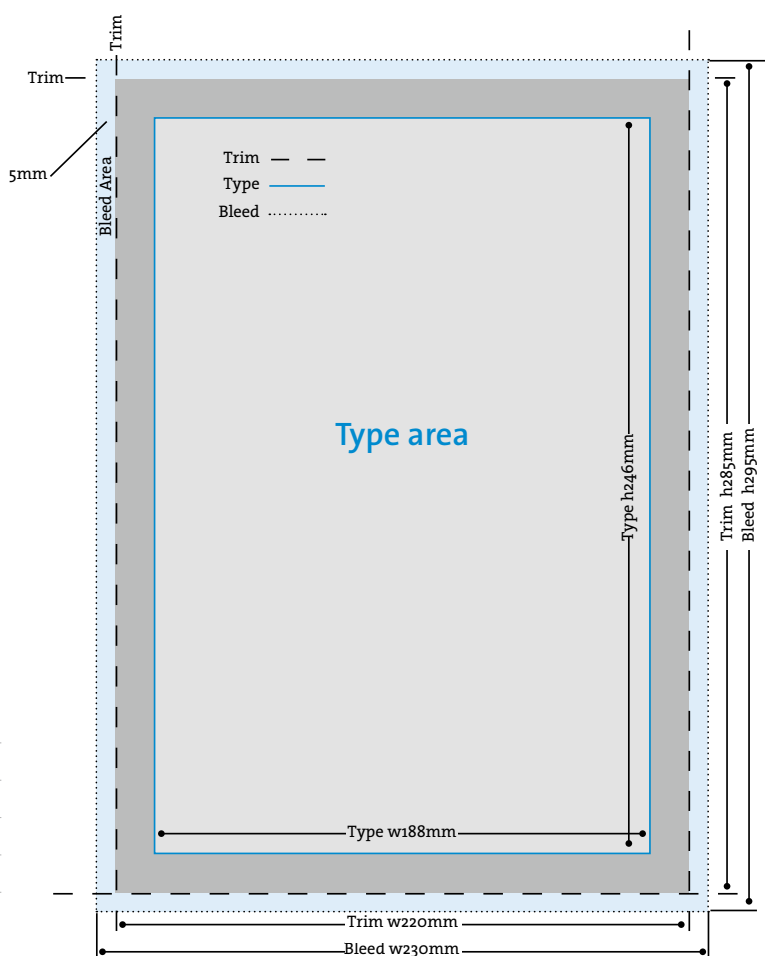 Trim
Trim
5mm
Bleed Area
Trim
Type
Bleed
Type area
Type h246mm
Trim h285mm
Bleed h295mm
Type w188mm
Trim w220mm
Bleed w230mm